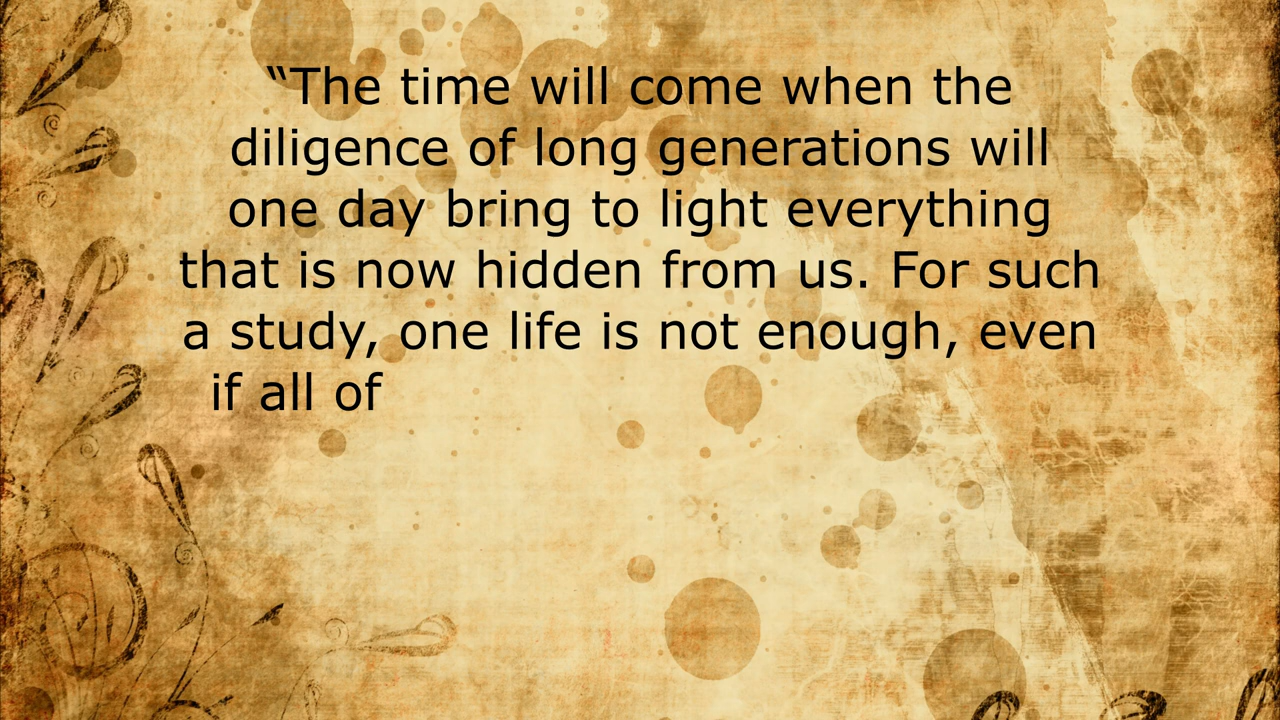 “The time will come when the
diligence of long generations will
one day bring to light everything
that is now hidden from us. For such
a study, one life is not enough, even
if all of